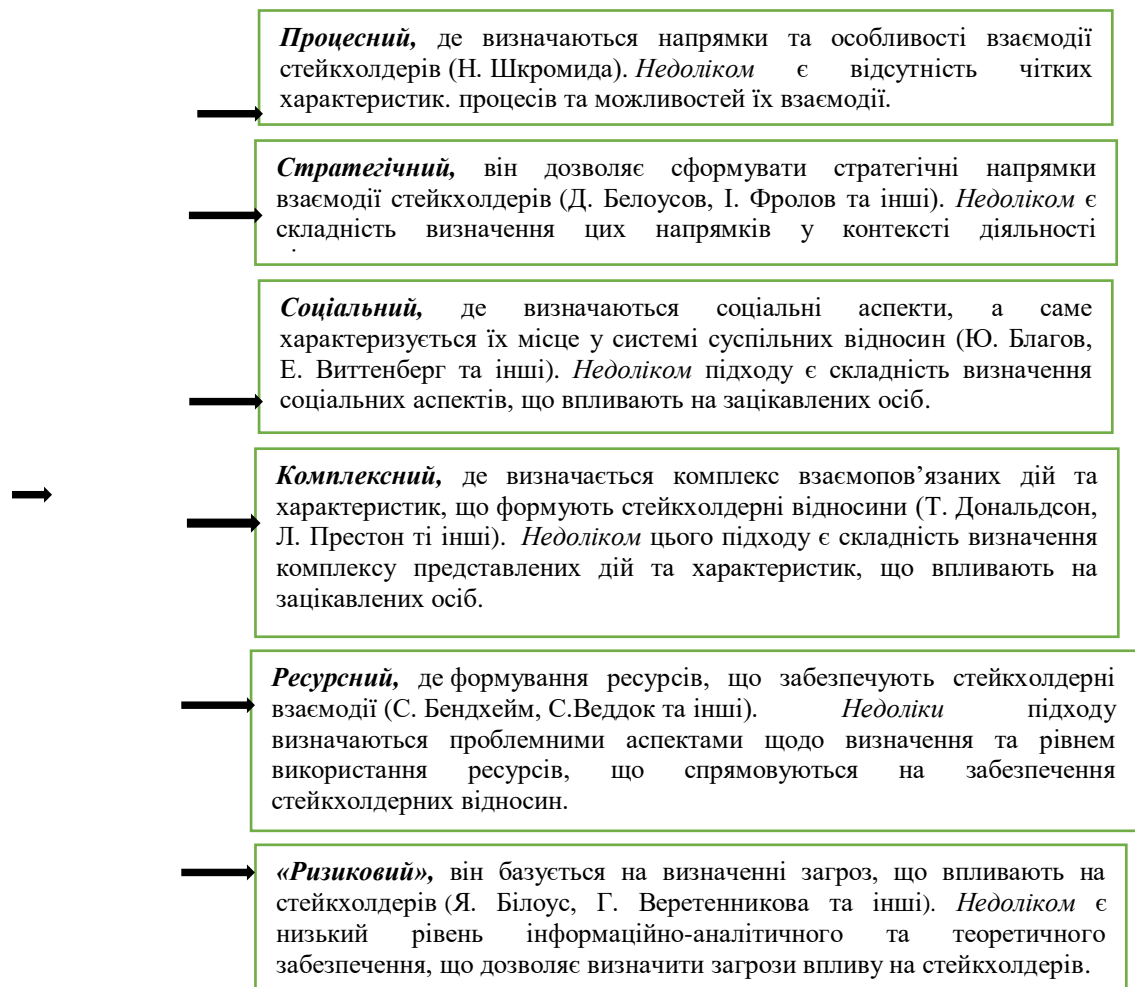 Процесний, де визначаються напрямки та особливості взаємодії
стейкхолдерів (Н. Шкромида). Недоліком є відсутність чітких
характеристик. процесів та можливостей їх взаємодії.
Стратегічний, він дозволяє сформувати стратегічні напрямки
взаємодії стейкхолдерів (Д. Белоусов, І. Фролов та інші). Недоліком є
складність визначення цих напрямків у контексті діяльності
Соціальний, де визначаються соціальні аспекти, а саме
характеризується їх місце у системі суспільних відносин (Ю. Благов,
Е. Виттенберг та інші). Недоліком підходу є складність визначення
соціальних аспектів, що впливають на зацікавлених осіб.
Комплексний, де визначається комплекс взаємопов’язаних дій та
характеристик, що формують стейкхолдерні відносини (Т. Дональдсон,
Л. Престон ті інші). Недоліком цього підходу є складність визначення
комплексу представлених дій та характеристик, що впливають на
зацікавлених осіб.
Ресурсний, де формування ресурсів, що забезпечують стейкхолдерні
взаємодії (С. Бендхейм, С.Веддок та інші). Недоліки підходу
визначаються проблемними аспектами щодо визначення та рівнем
використання ресурсів, що спрямовуються на забезпечення
стейкхолдерних відносин.
«Ризиковий», він базується на визначенні загроз, що впливають на
стейкхолдерів (Я. Білоус, Г. Веретенникова та інші). Недоліком є
низький рівень інформаційно-аналітичного та теоретичного
забезпечення, що дозволяє визначити загрози впливу на стейкхолдерів.